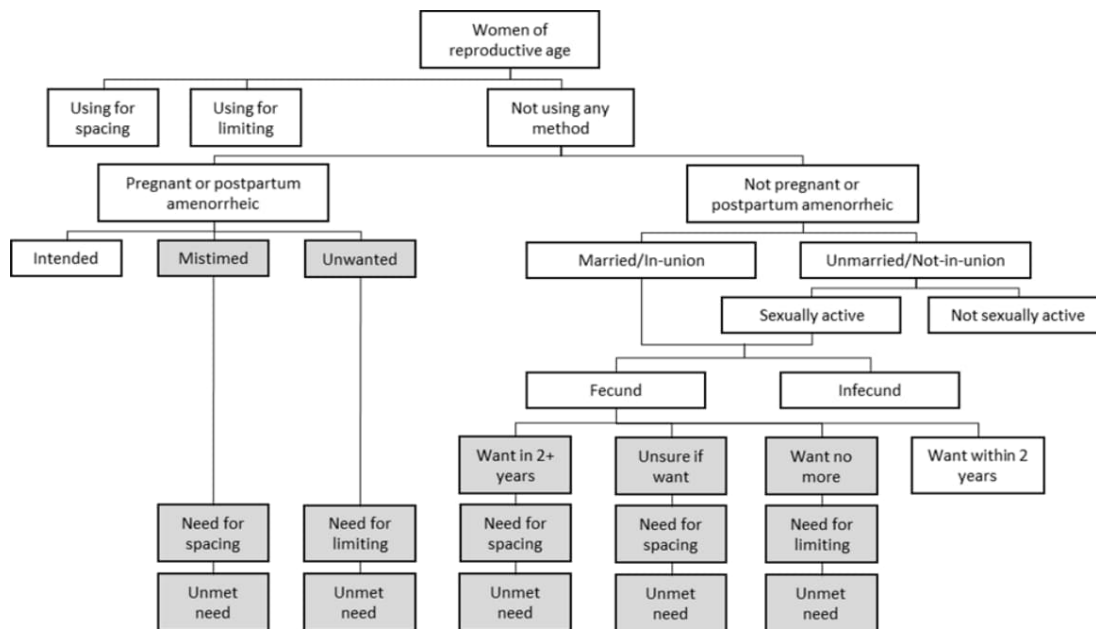 Women of
reproductive age
Using for
spacing
Using for
limiting
Not using any
method
Pregnant or postpartum
amenorrheic
Not pregnant or
postpartum amenorrheic
Intended
Mistimed
Unwanted
Married/In-union
Unmarried/Not-in-union
Sexually active
Not sexually active
Fecund
Infecund
Want in 2+
years
Unsure if
want
Want no
more
Want within 2
years
Need for
spacing
Need for
limiting
Need for
spacing
Need for
spacing
Need for
limiting
Unmet
need
Unmet
need
Unmet
need
Unmet
need
Unmet
need